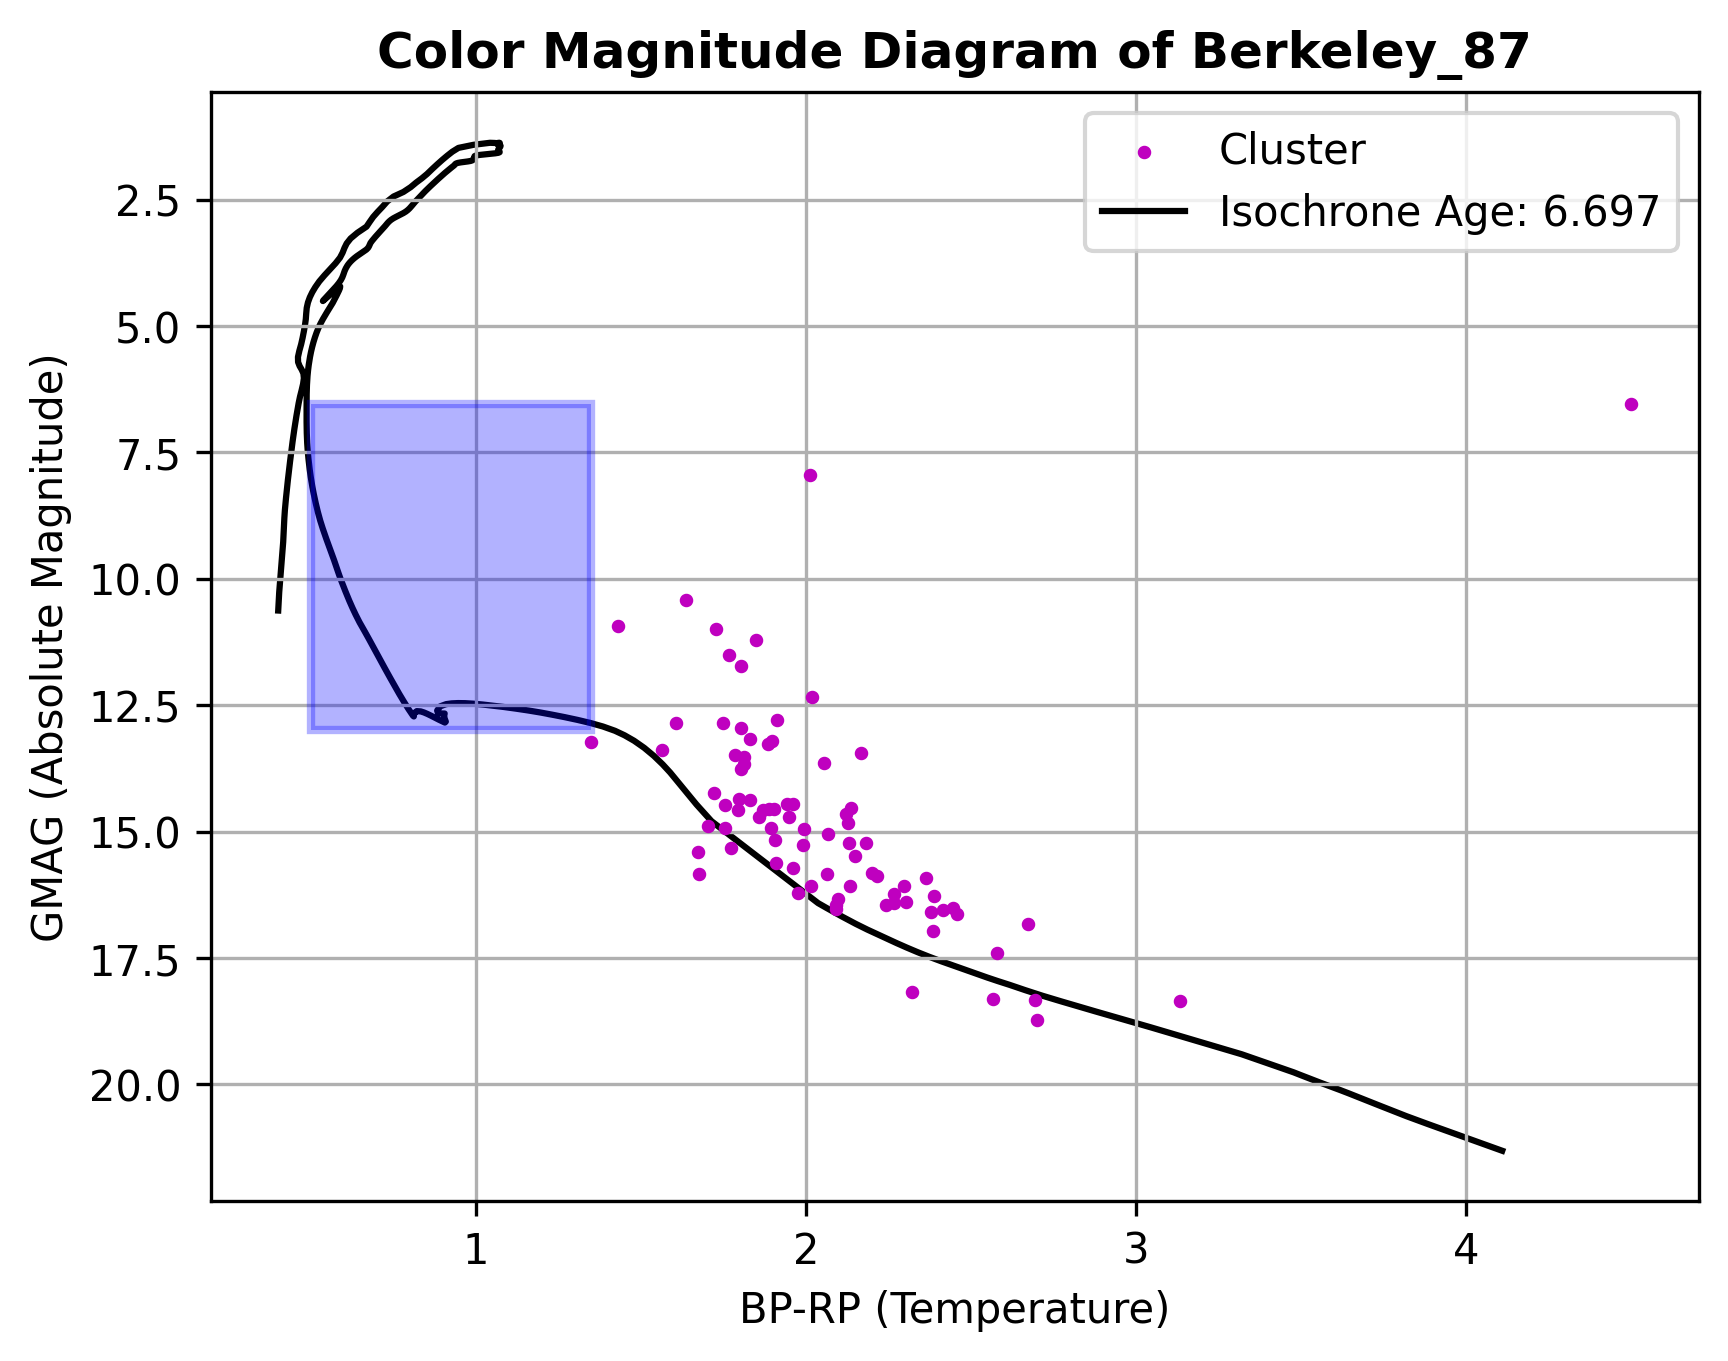 Color Magnitude Diagram of Berkeley_87
Cluster
Isochrone Age: 6.697
GMAG (Absolute Magnitude)
2.5
5.0
7.5
10.0
12.5
15.0
17.5
20.0
1 2 3 4
BP-RP (Temperature)